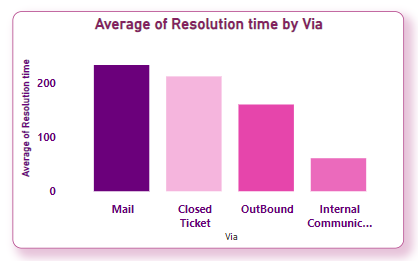 Average of Resolution time by Via
Average of Resolution time
200
100
0
Mail
Closed
Ticket
OutBound
Internal
Communic...
Via